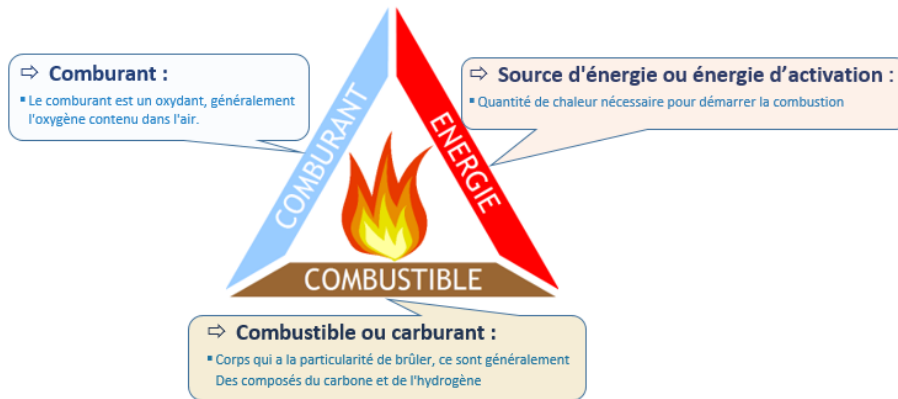 ⇨ Comburant :
▪ Le comburant est un oxydant, généralement
l'oxygène contenu dans l'air.
⇨ Source d'énergie ou énergie d’activation :
▪ Quantité de chaleur nécessaire pour démarrer la combustion
COMBURANT
ENERGIE
COMBUSTIBLE
⇨ Combustible ou carburant :
▪ Corps qui a la particularité de brûler, ce sont généralement
Des composés du carbone et de l'hydrogène